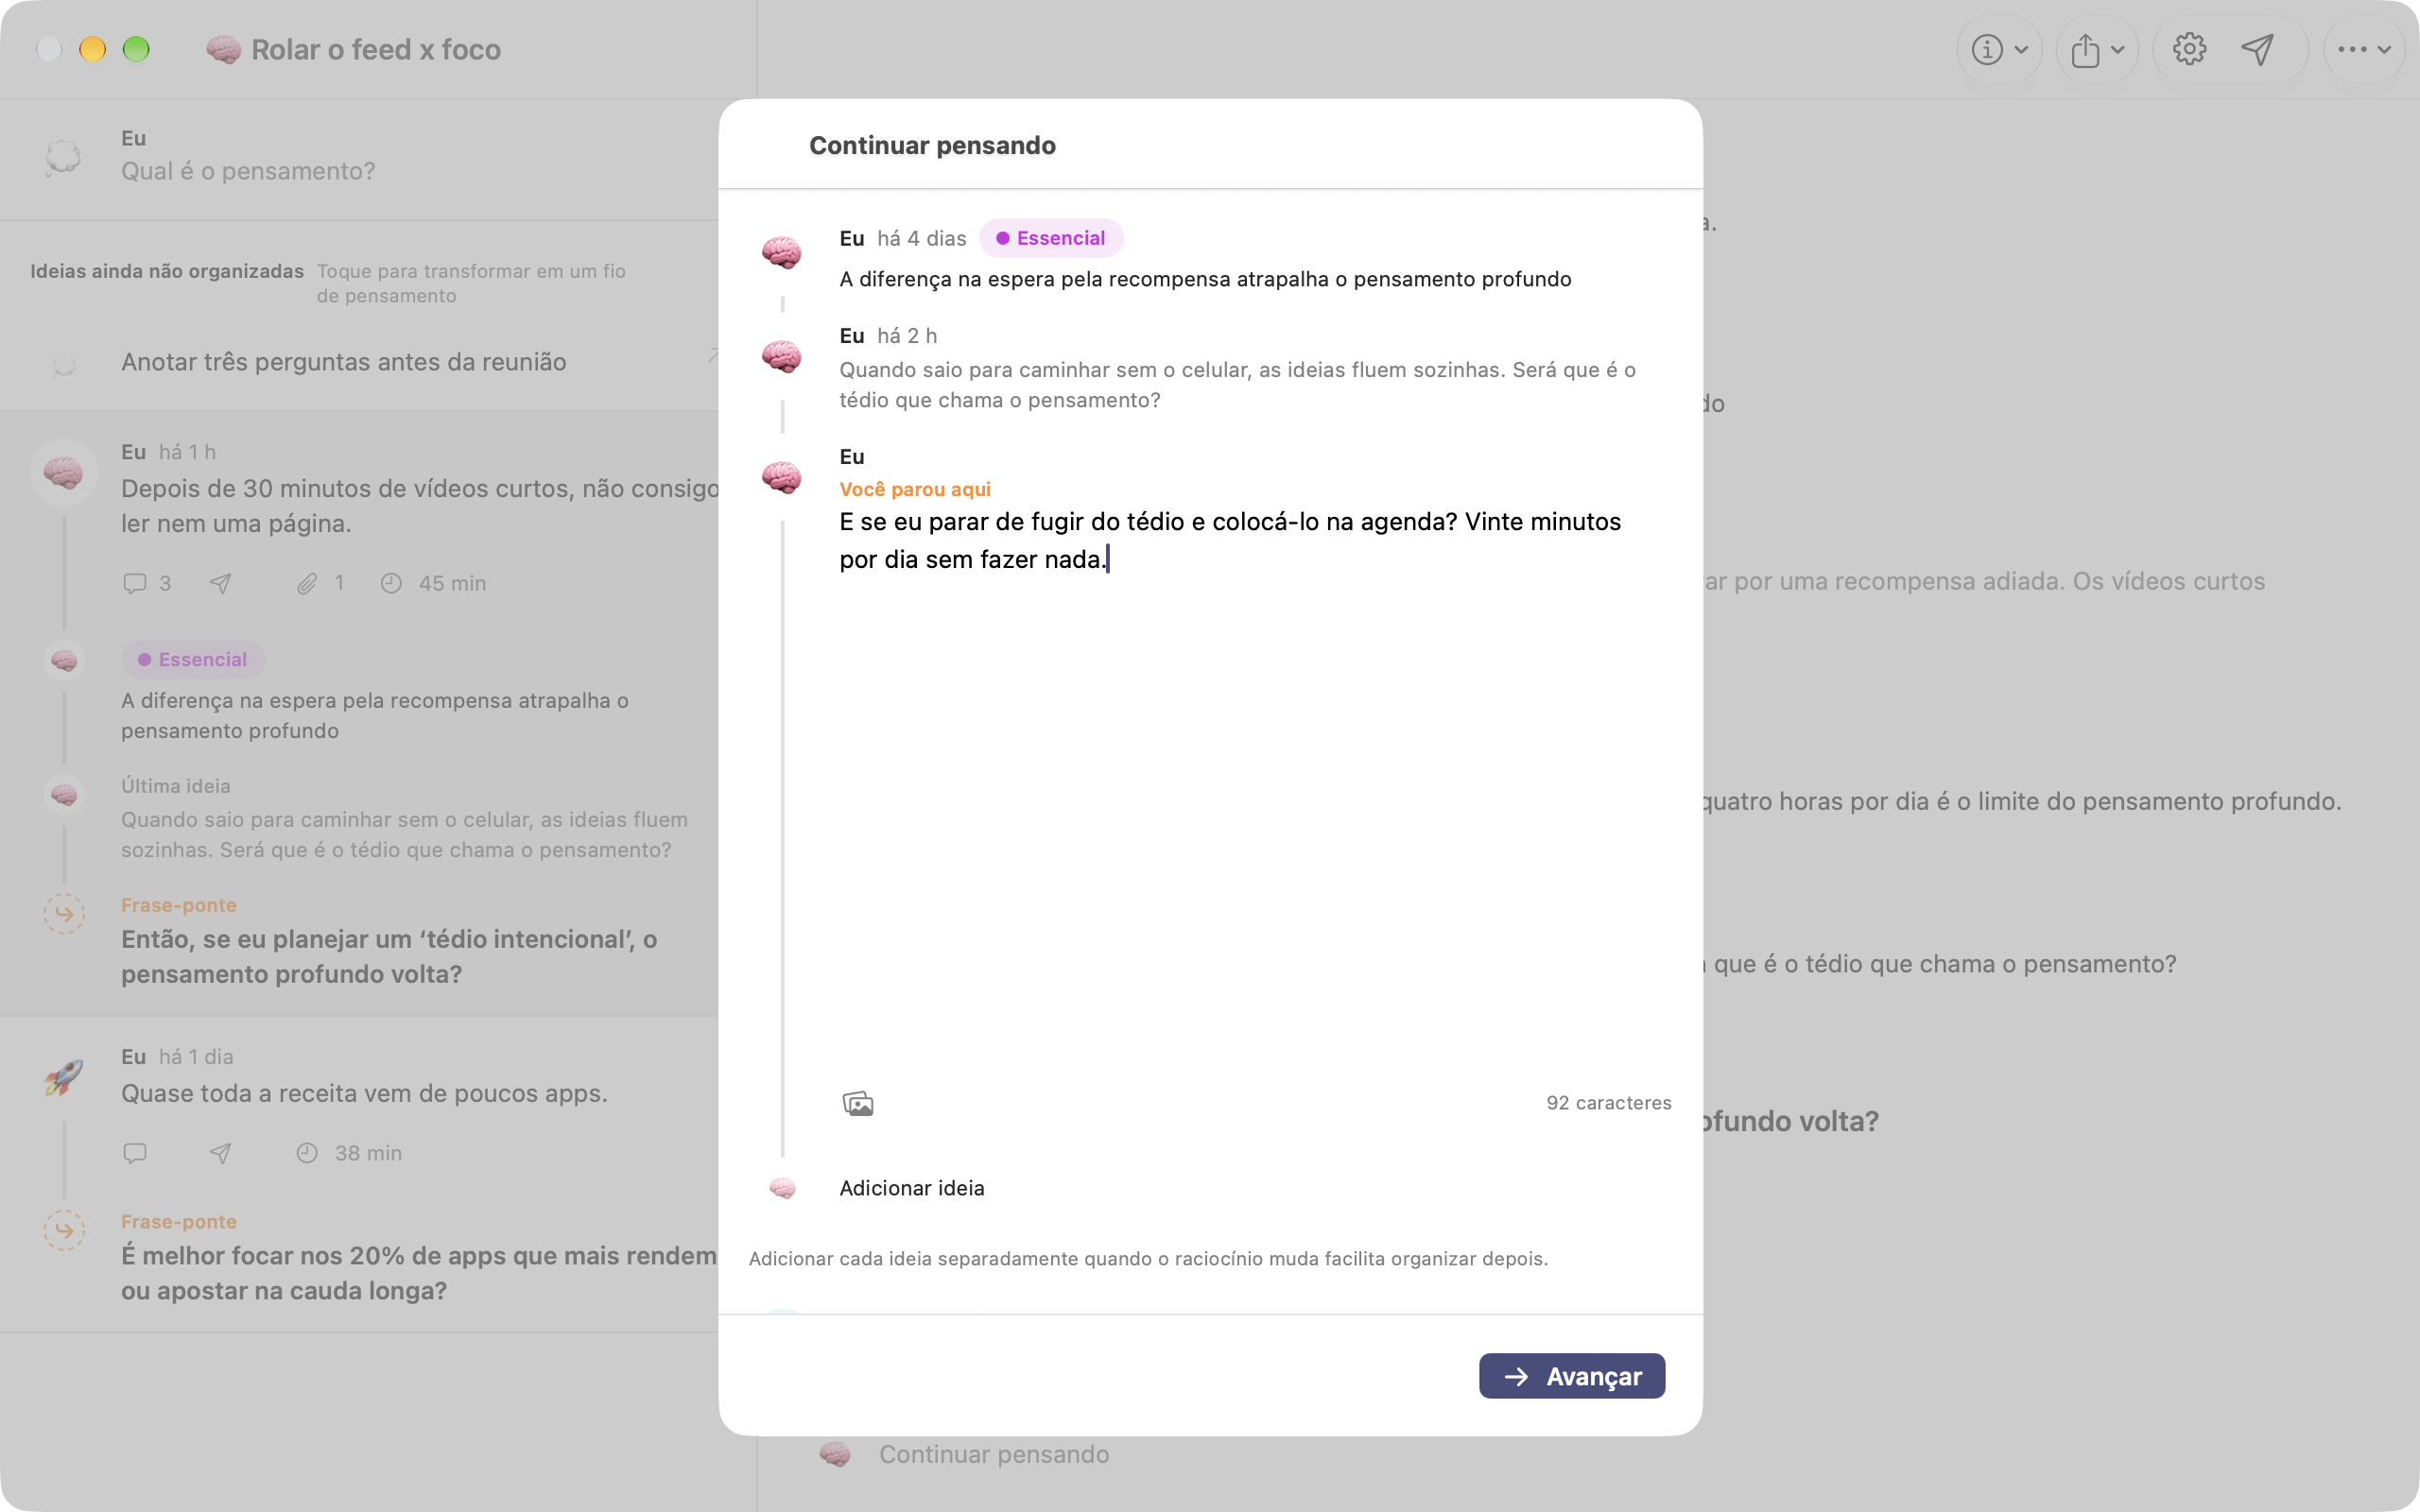 Rolar o feed x foco
Eu
Qual é o pensamento?
Ideias ainda não organizadas Toque para transformar em um fio
de pensamento
Anotar três perguntas antes da reunião
Eu há 1 h
Depois de 30 minutos de vídeos curtos, não consigo
ler nem uma página.
3 1 45 min
Essencial
A diferença na espera pela recompensa atrapalha o
pensamento profundo
Última ideia
Quando saio para caminhar sem o celular, as ideias fluem
sozinhas. Será que é o tédio que chama o pensamento?
Frase-ponte
Então, se eu planejar um ‘tédio intencional’, o
pensamento profundo volta?
Eu há 1 dia
Quase toda a receita vem de poucos apps.
38 min
Frase-ponte
É melhor focar nos 20% de apps que mais rendem
ou apostar na cauda longa?
Continuar pensando
Eu há 4 dias Essencial
A diferença na espera pela recompensa atrapalha o pensamento profundo
Eu há 2 h
Quando saio para caminhar sem o celular, as ideias fluem sozinhas. Será que é o
tédio que chama o pensamento?
Eu
Você parou aqui
E se eu parar de fugir do tédio e colocá-lo na agenda? Vinte minutos
por dia sem fazer nada.
92 caracteres
Adicionar ideia
Adicionar cada ideia separadamente quando o raciocínio muda facilita organizar depois.
Avançar
por uma recompensa adiada. Os vídeos curtos
quatro horas por dia é o limite do pensamento profundo.
que é o tédio que chama o pensamento?
volta?
Continuar pensando